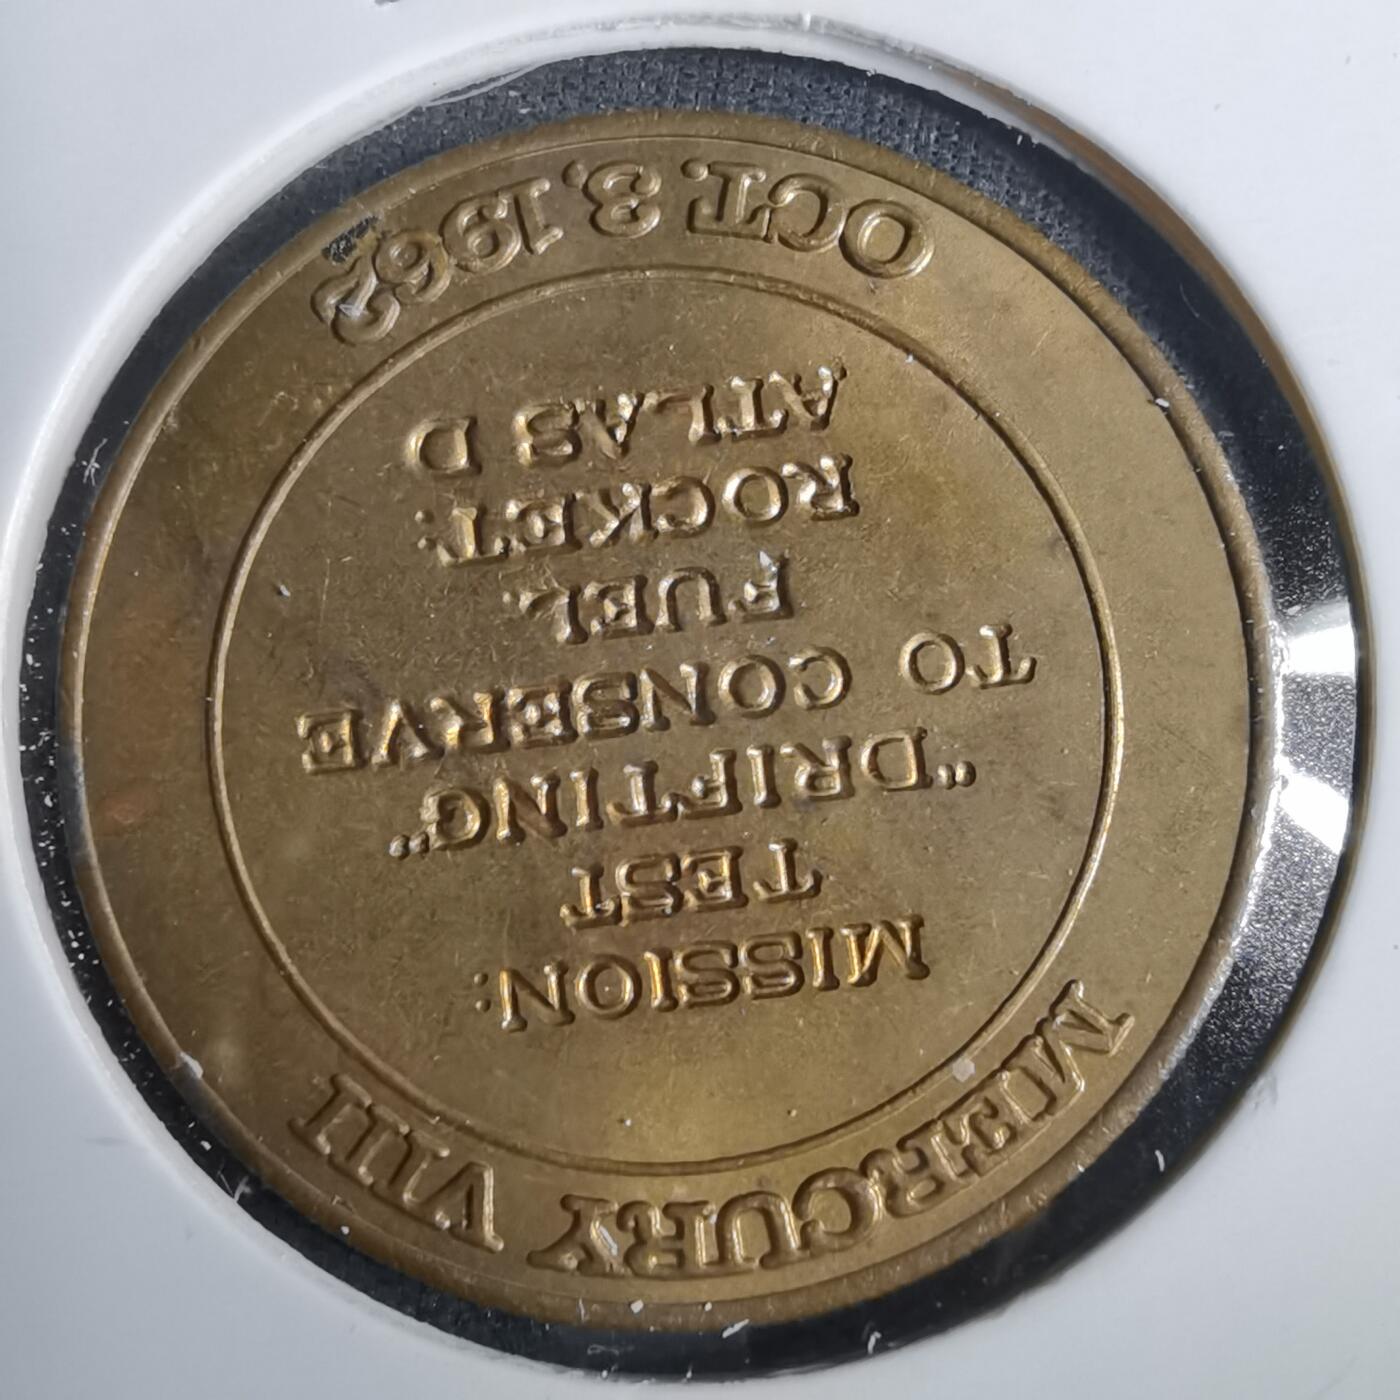 MERCURY VIII
MISSION:
TEST
"DRIFTING"
TO CONSERVE
FUEL.
ROCKET:
ATLAS D
OCT. 3, 1962